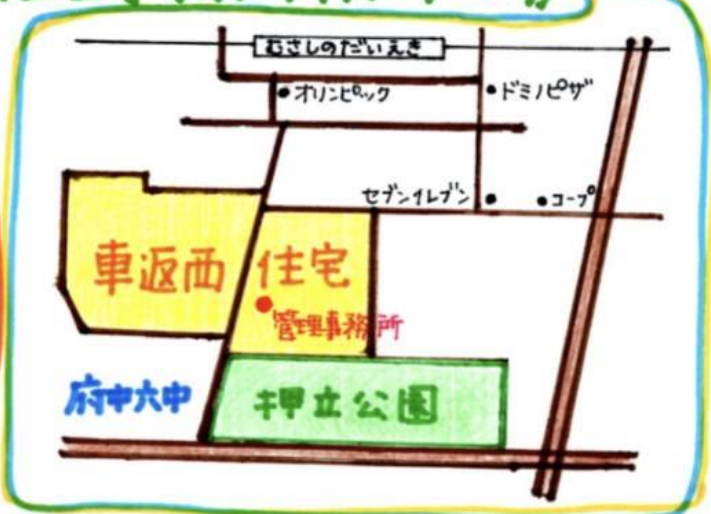 むさしのだいえき
オリンピック
ドミノピザ
セブンイレブン
コープ
車返西 住宅
管理事務所
府中六中
押立公園